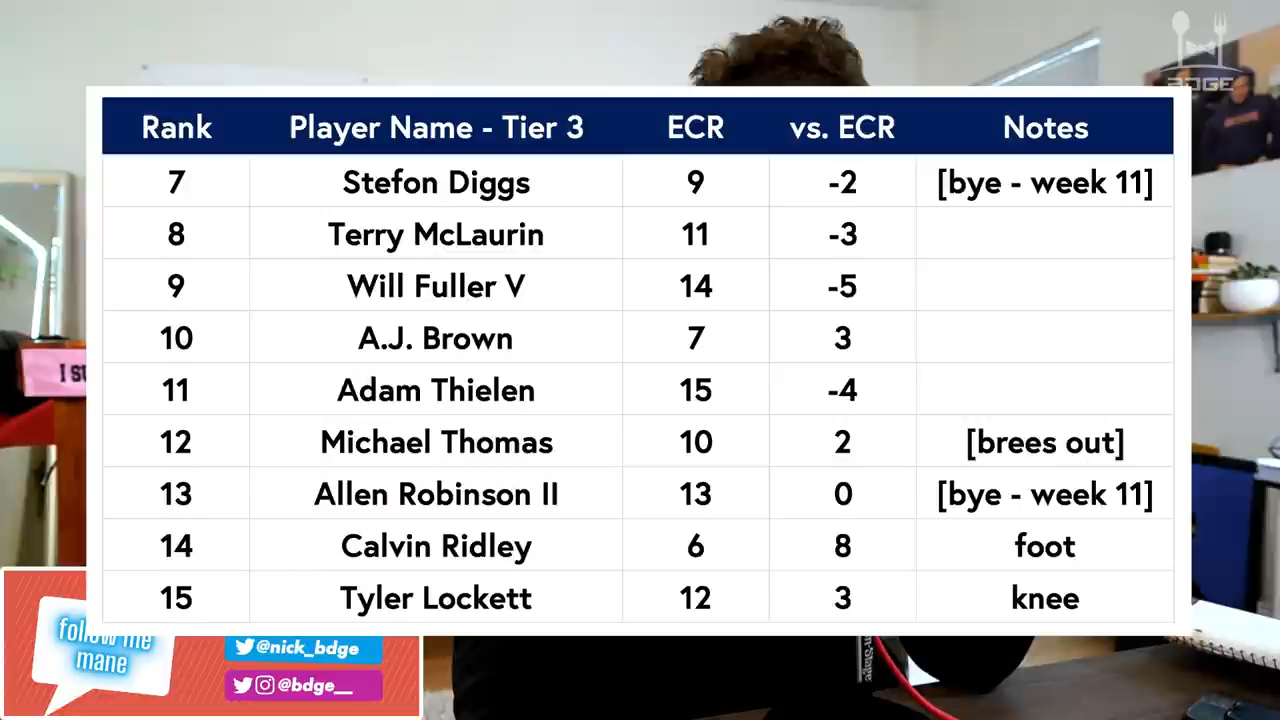 BDGE
Rank Player Name - Tier 3 ECR vs. ECR Notes
7 Stefon Diggs 9 -2 [bye - week 11]
8 Terry McLaurin 11 -3
9 Will Fuller V 14 -5
10 A.J. Brown 7 3
11 Adam Thielen 15 -4
12 Michael Thomas 10 2 [brees out]
13 Allen Robinson II 13 0 [bye - week 11]
14 Calvin Ridley 6 8 foot
15 Tyler Lockett 12 3 knee
I SU
follow me
mane
@nick_bdge
@bdge__